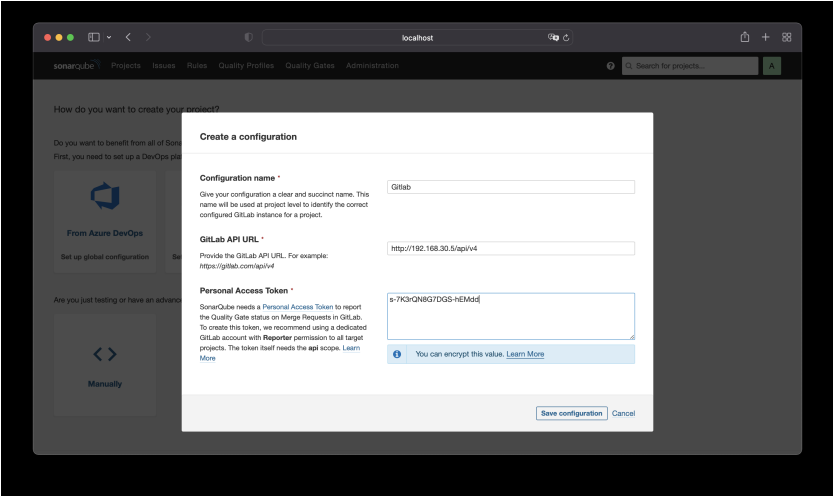 localhost
sonarqube Projects Issues Rules Quality Profiles Quality Gates Administration
? Search for projects... A
How do you want to create your project?
Do you want to benefit from all of Sona
First, you need to set up a DevOps plat
From Azure DevOps
Set up global configuration
Set
Are you just testing or have an advance
Manually
Create a configuration
Configuration name *
Give your configuration a clear and succinct name. This
name will be used at project level to identify the correct
configured GitLab instance for a project.
Gitlab
GitLab API URL *
Provide the GitLab API URL. For example:
https://gitlab.com/api/v4
http://192.168.30.5/api/v4
Personal Access Token *
SonarQube needs a Personal Access Token to report
the Quality Gate status on Merge Requests in GitLab.
To create this token, we recommend using a dedicated
GitLab account with Reporter permission to all target
projects. The token itself needs the api scope. Learn
More
s-7K3rQN8G7DGS-hEMdd
You can encrypt this value. Learn More
Save configuration Cancel